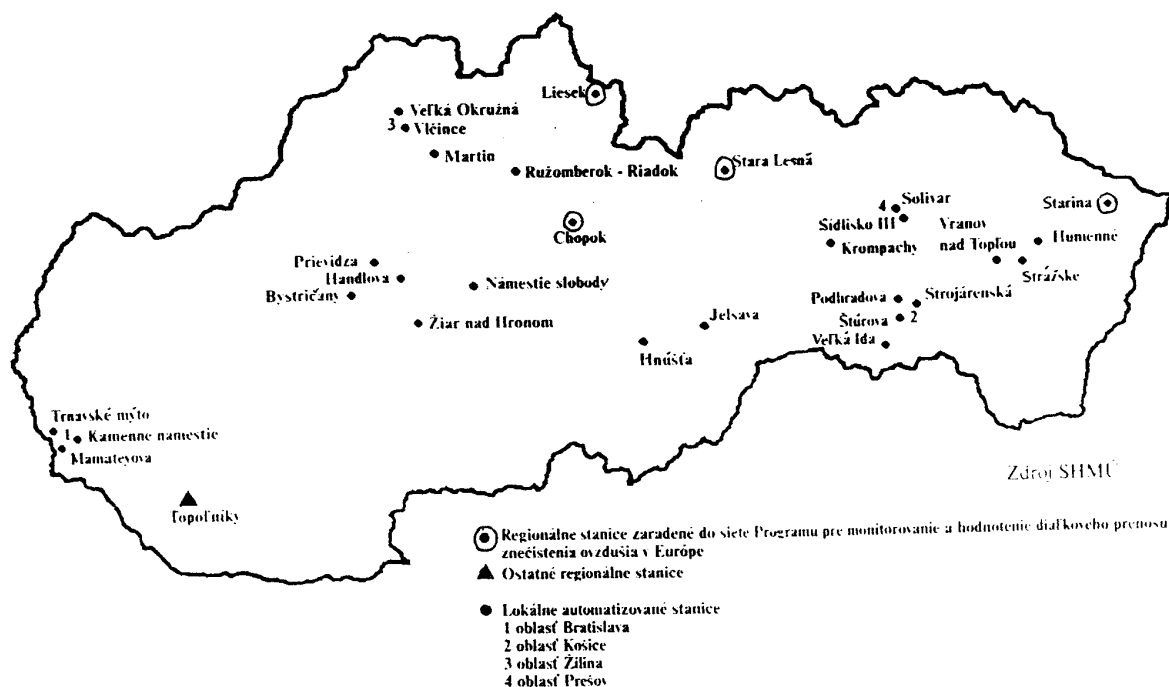 Liesek
Veľká Okružná
3
Vlčince
Martin
Ružomberok - Riadok
Stara Lesná
Chopok
4
Solivar
Sídlisko III
Krompachy
Vranov
nad Topľou
Starina
Humenné
Strážske
Prievidza
Handlova
Bystričany
Námestie slobody
Žiar nad Hronom
Podhradová
Strojárenská
Štúrova
2
Veľká Ida
Jelsava
Hnúšťa
Trnavské mýto
1
Kamenne namestie
Mamateyova
Topoľníky
Zdroj SHMÚ
Regionálne stanice zaradené do siete Programu pre monitorovanie a hodnotenie diaľkového prenosu
znečistenia ovzdušia v Európe
Ostatné regionálne stanice
Lokálne automatizované stanice
1 oblasť Bratislava
2 oblasť Košice
3 oblasť Žilina
4 oblasť Prešov